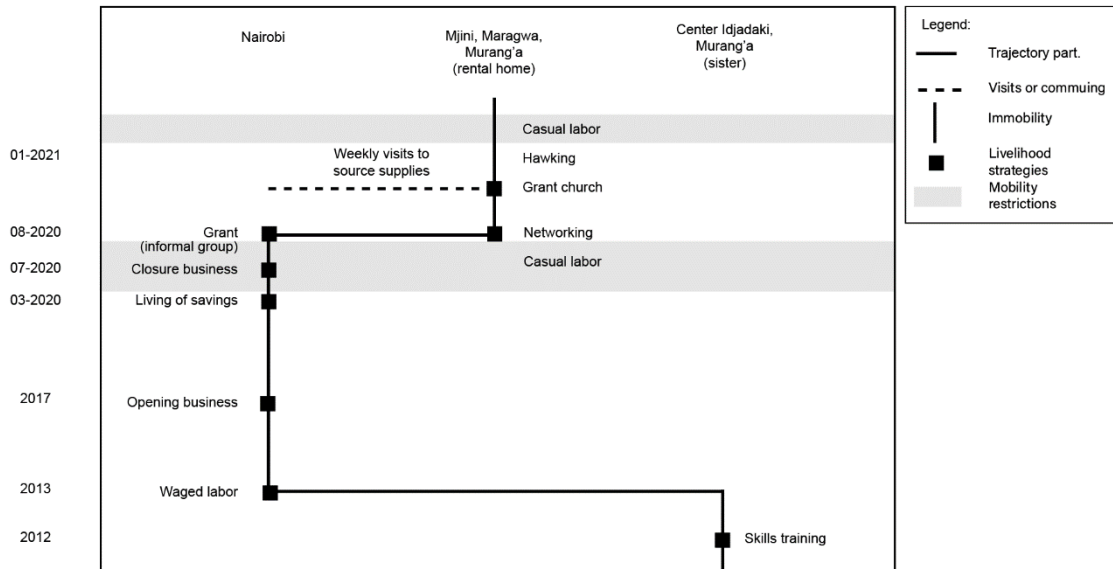 Nairobi
Mjini, Maragwa,
Murang'a
(rental home)
Center Idjadaki,
Murang'a
(sister)
Legend:
Trajectory part.
Visits or commuing
Immobility
Livelihood
strategies
Mobility
restrictions
Casual labor
01-2021
Weekly visits to
source supplies
Hawking
Grant church
08-2020
Grant
(informal group)
Networking
07-2020
Closure business
Casual labor
03-2020
Living of savings
2017
Opening business
2013
Waged labor
2012
Skills training